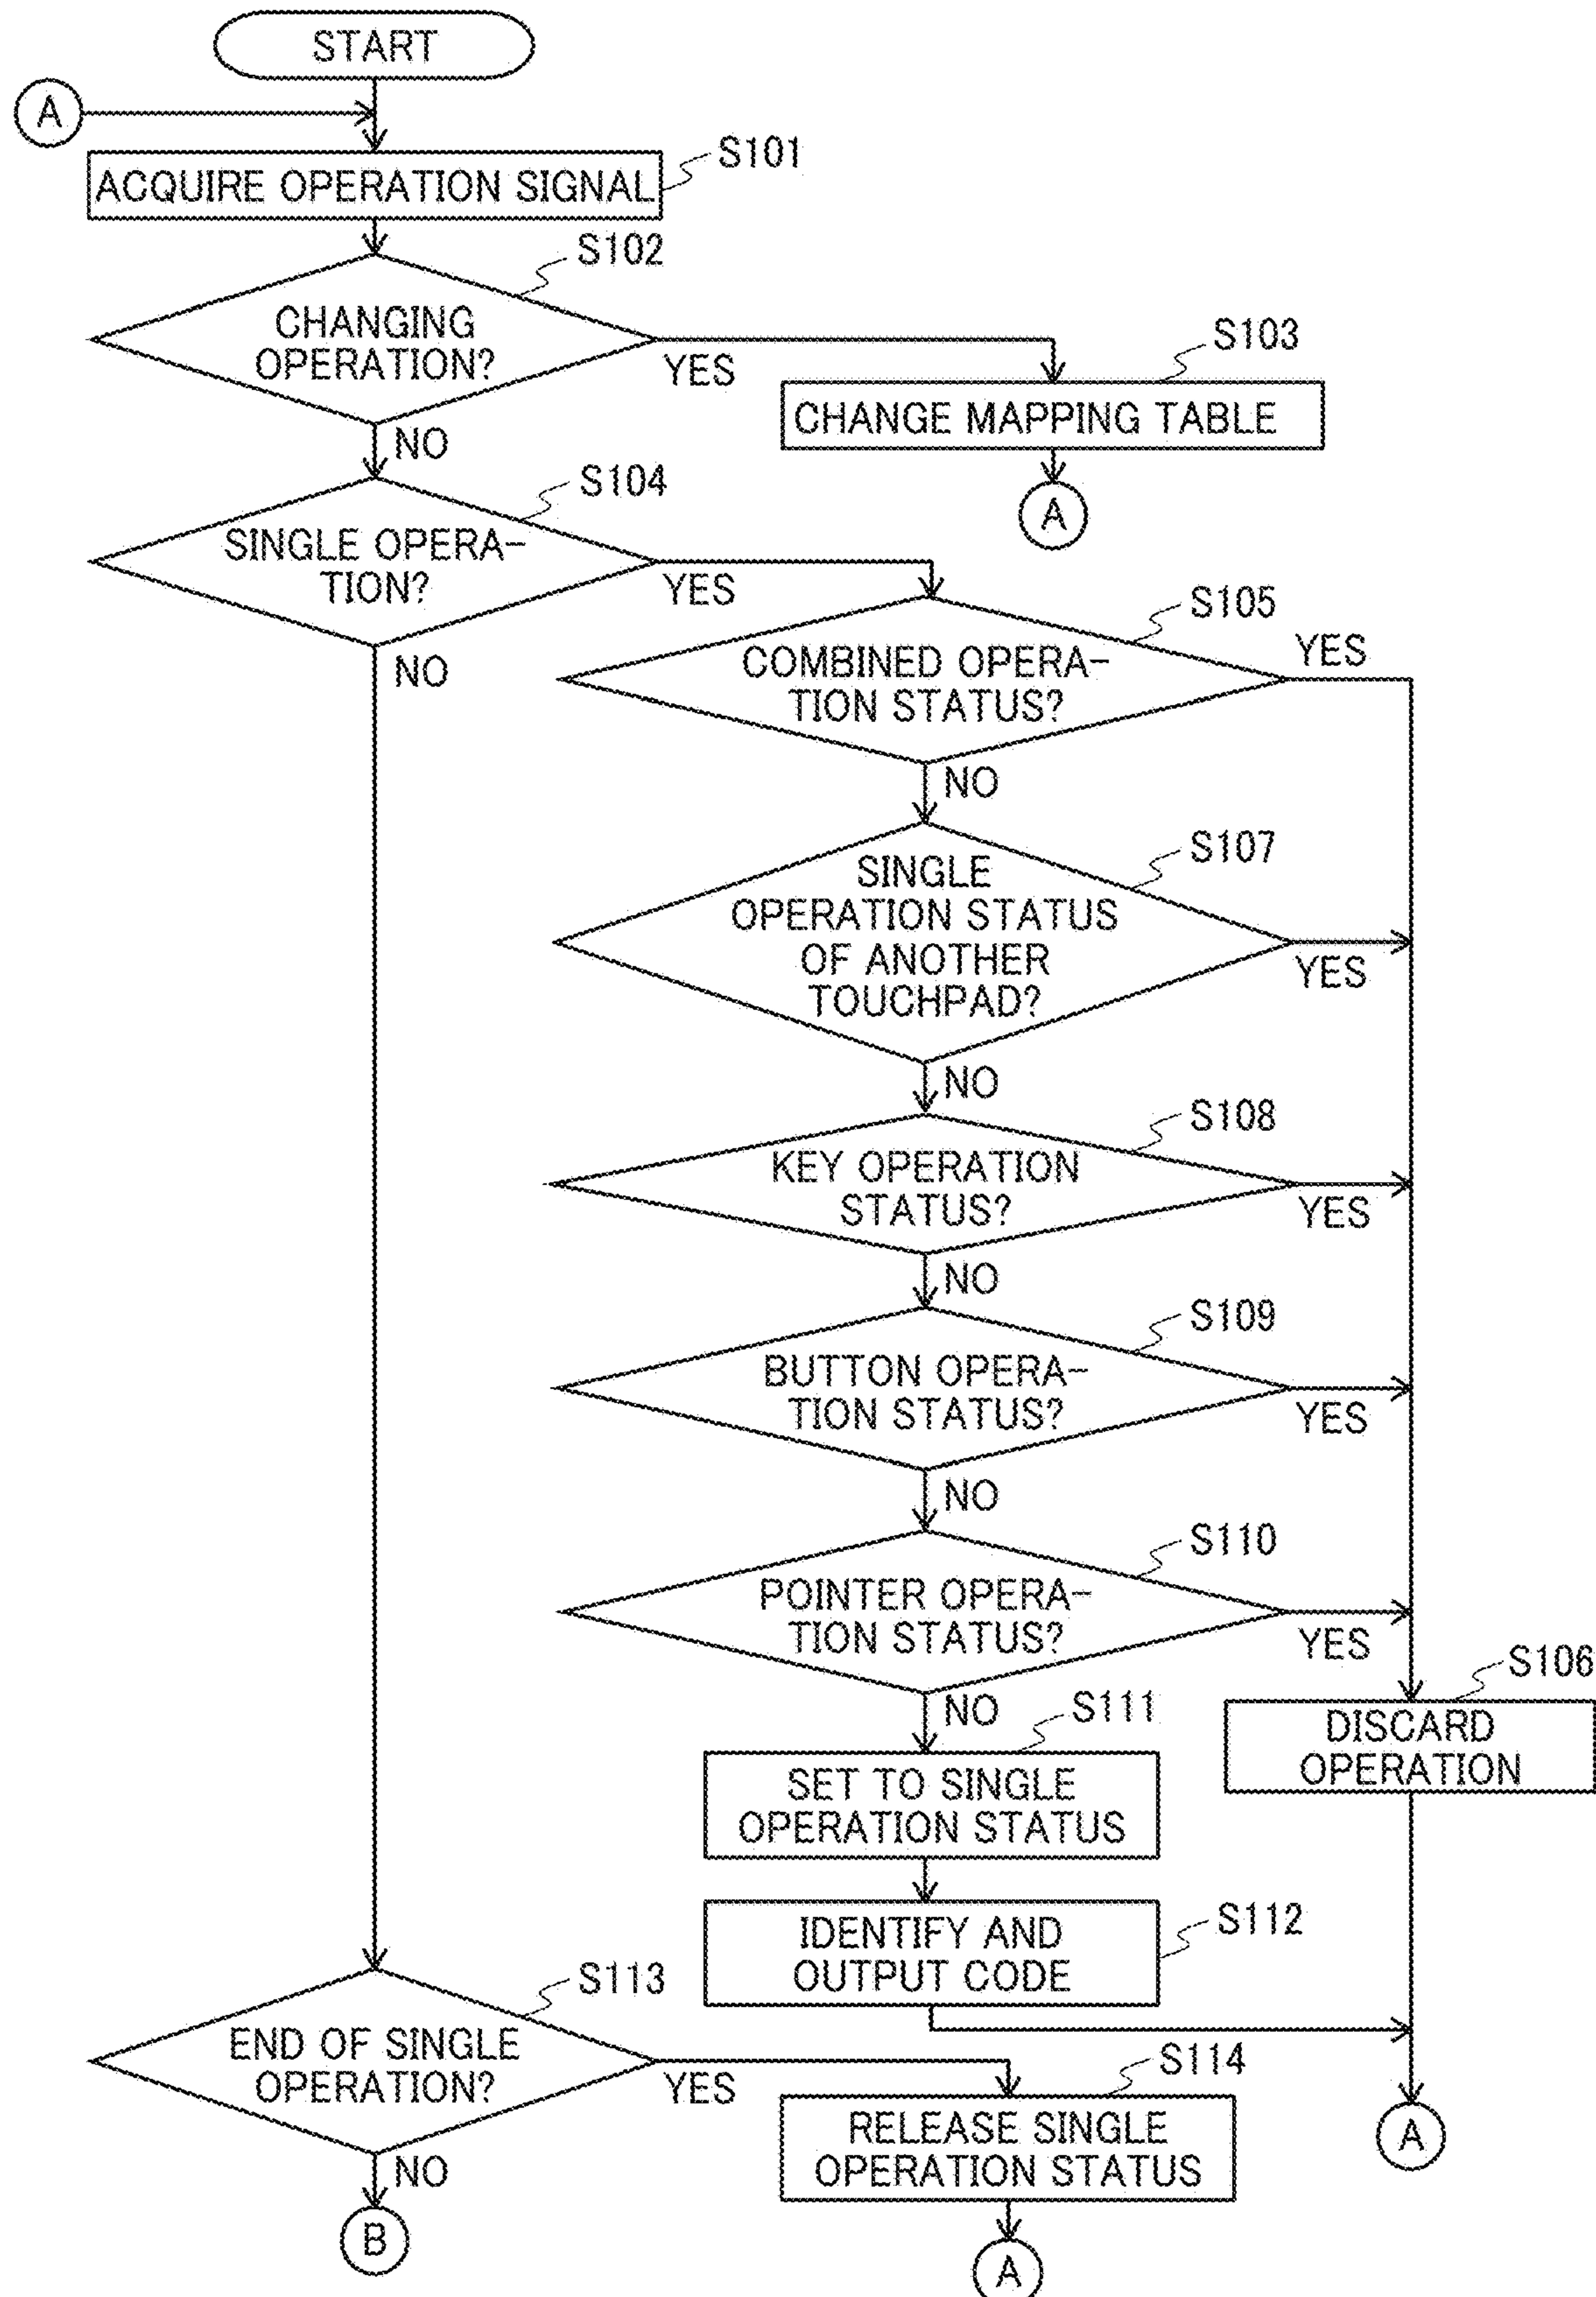 START
A
S101
ACQUIRE OPERATION SIGNAL
S102
CHANGING
OPERATION?
YES
NO
S103
CHANGE MAPPING TABLE
A
S104
SINGLE OPERA-
TION?
YES
NO
S105
COMBINED OPERA-
TION STATUS?
YES
NO
S107
SINGLE
OPERATION STATUS
OF ANOTHER
TOUCHPAD?
YES
NO
S108
KEY OPERATION
STATUS?
YES
NO
S109
BUTTON OPERA-
TION STATUS?
YES
NO
S110
POINTER OPERA-
TION STATUS?
YES
NO
S106
DISCARD
OPERATION
S111
SET TO SINGLE
OPERATION STATUS
S112
IDENTIFY AND
OUTPUT CODE
S113
END OF SINGLE
OPERATION?
YES
NO
S114
RELEASE SINGLE
OPERATION STATUS
A
B
A